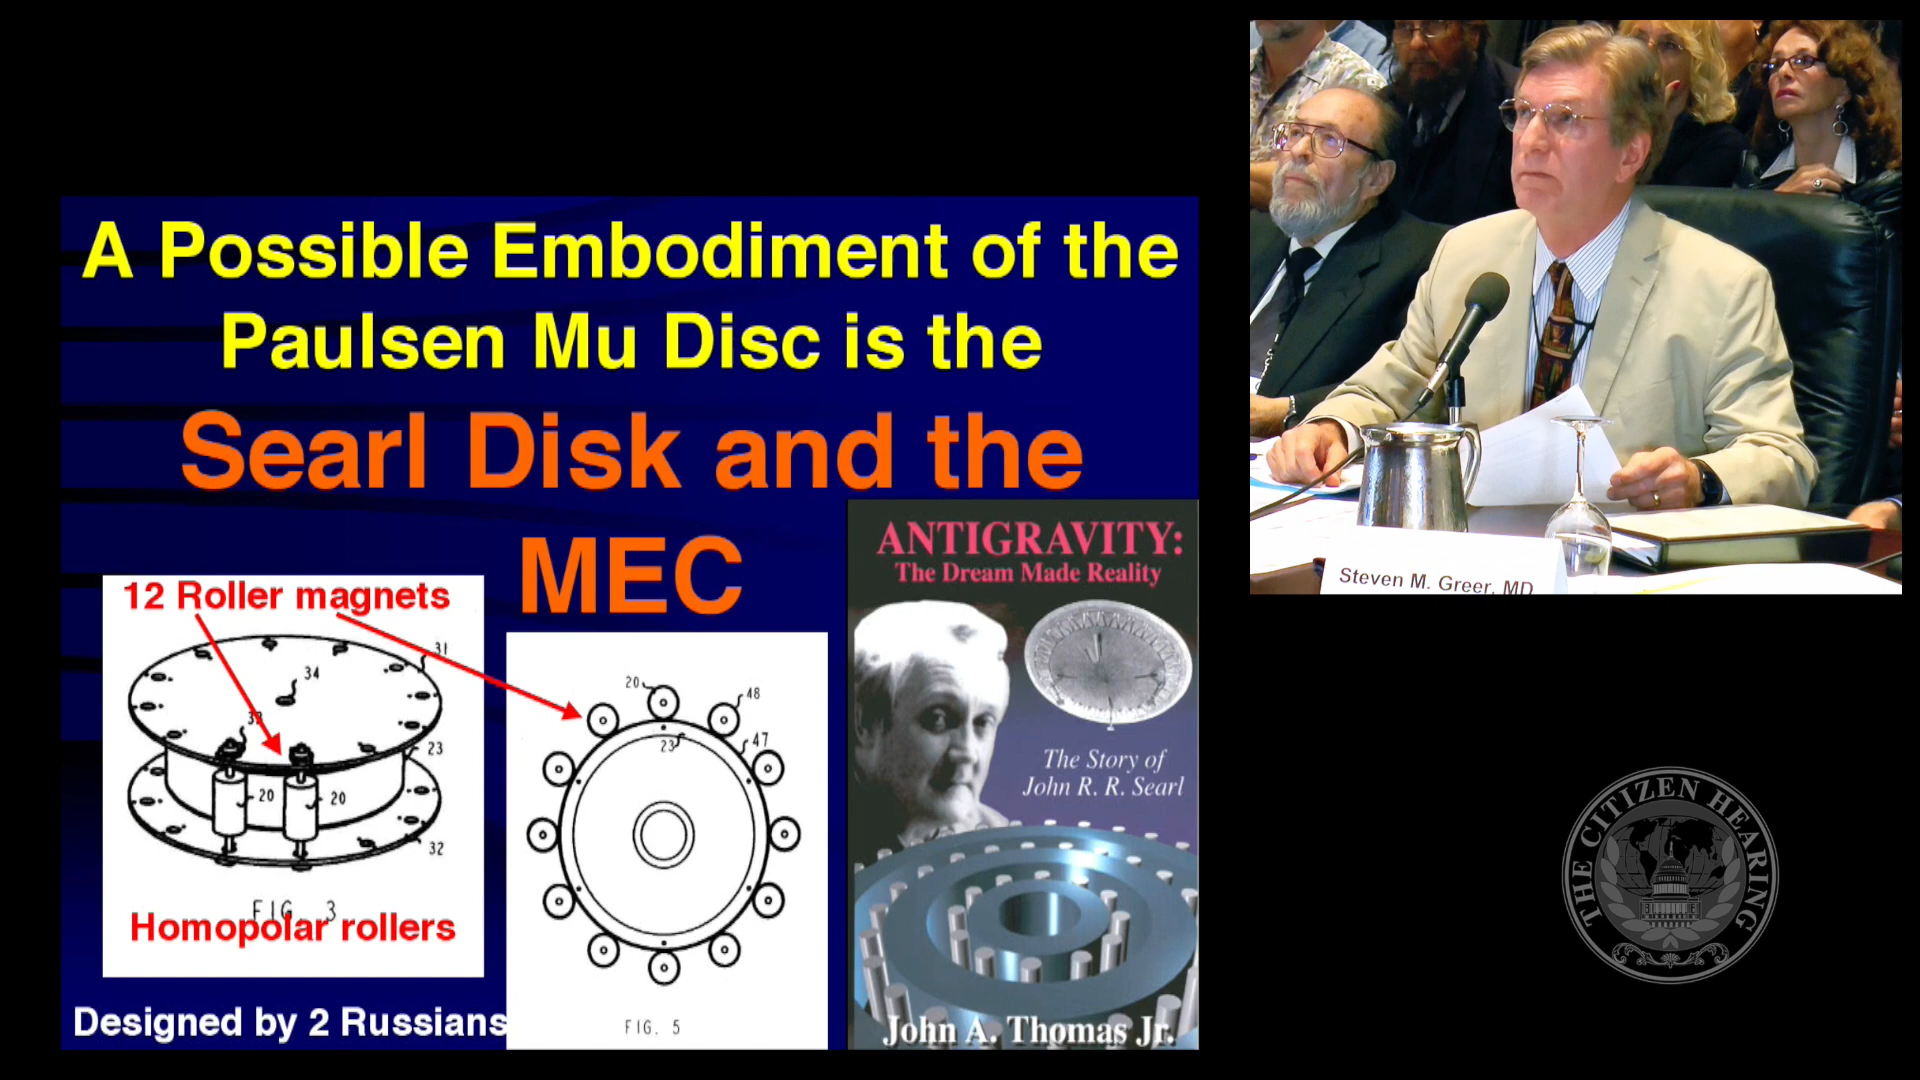 A Possible Embodiment of the
Paulsen Mu Disc is the
Searl Disk and the
MEC
12 Roller magnets
31
34
33
23
20
20
32
FIG. 3
Homopolar rollers
Designed by 2 Russians
20
48
23
47
FIG. 5
ANTIGRAVITY:
The Dream Made Reality
The Story of
John R. R. Searl
John A. Thomas Jr.
Steven M. Greer, MD
THE CITIZEN HEARING